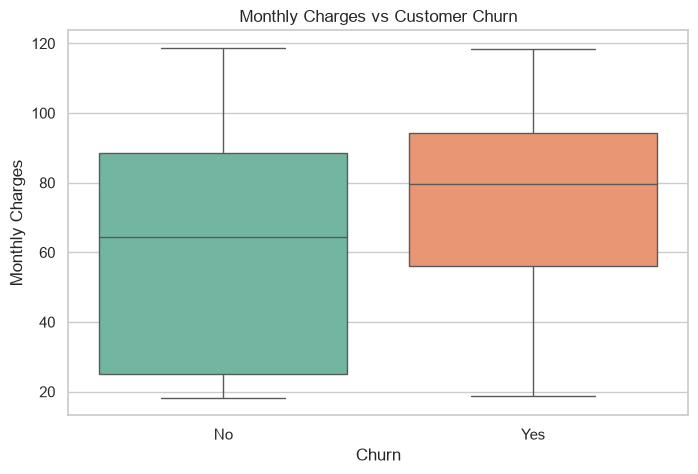 Monthly Charges vs Customer Churn
120
100
80
60
40
20
Monthly Charges
No
Yes
Churn